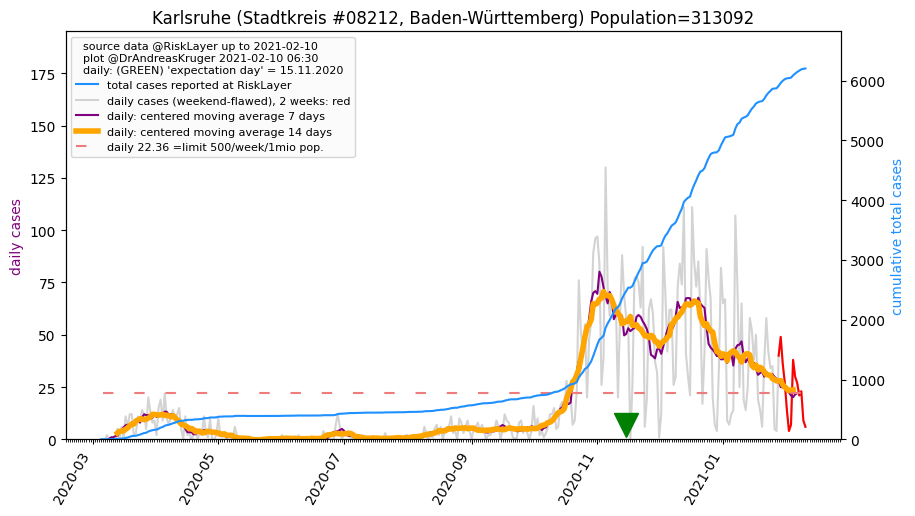 Karlsruhe (Stadtkreis #08212, Baden-Württemberg) Population=313092
source data @RiskLayer up to 2021-02-10
plot @DrAndreasKruger 2021-02-10 06:30
daily: (GREEN) 'expectation day' = 15.11.2020
total cases reported at RiskLayer
daily cases (weekend-flawed), 2 weeks: red
daily: centered moving average 7 days
daily: centered moving average 14 days
daily 22.36 =limit 500/week/1mio pop.
daily cases
175
150
125
100
75
50
25
0
cumulative total cases
6000
5000
4000
3000
2000
1000
0
2020-03
2020-05
2020-07
2020-09
2020-11
2021-01